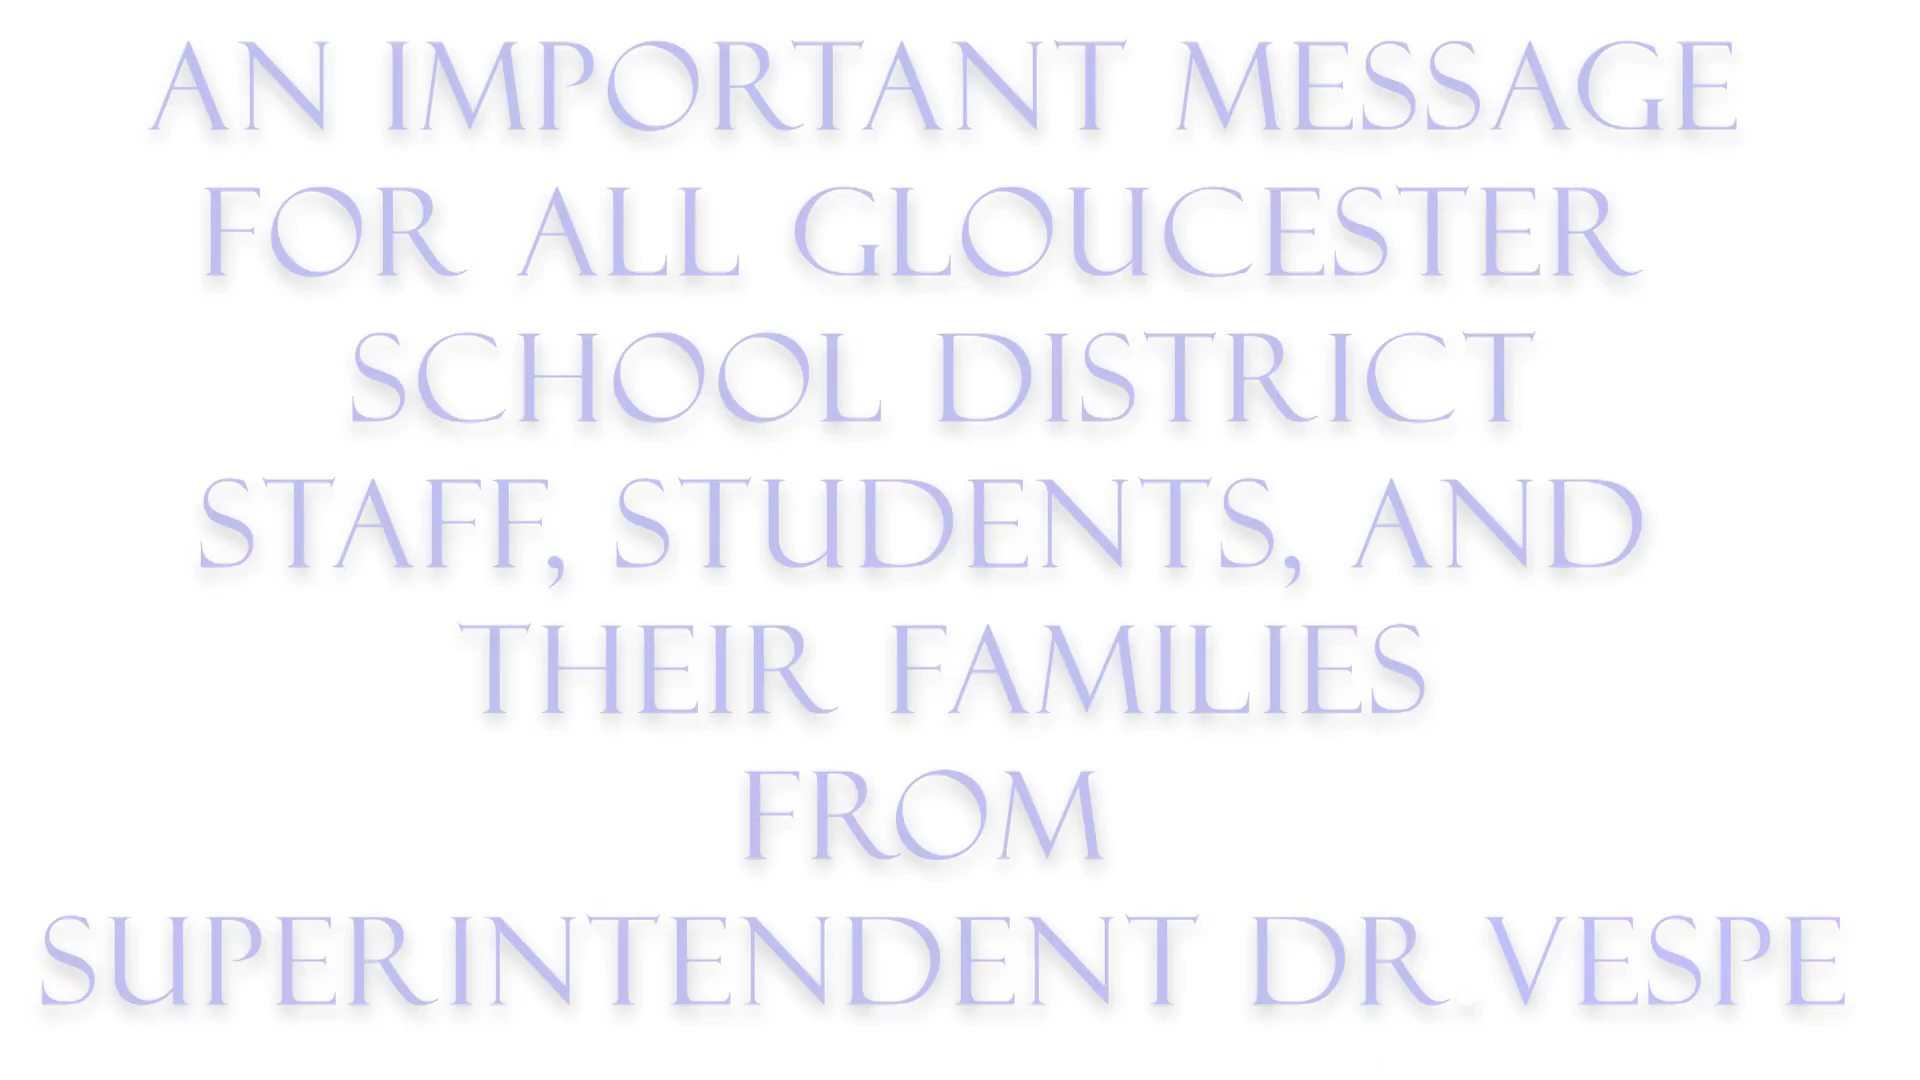 AN IMPORTANT MESSAGE
FOR ALL GLOUCESTER
SCHOOL DISTRICT
STAFF, STUDENTS, AND
THEIR FAMILIES
FROM
SUPERINTENDENT DR.VESPE